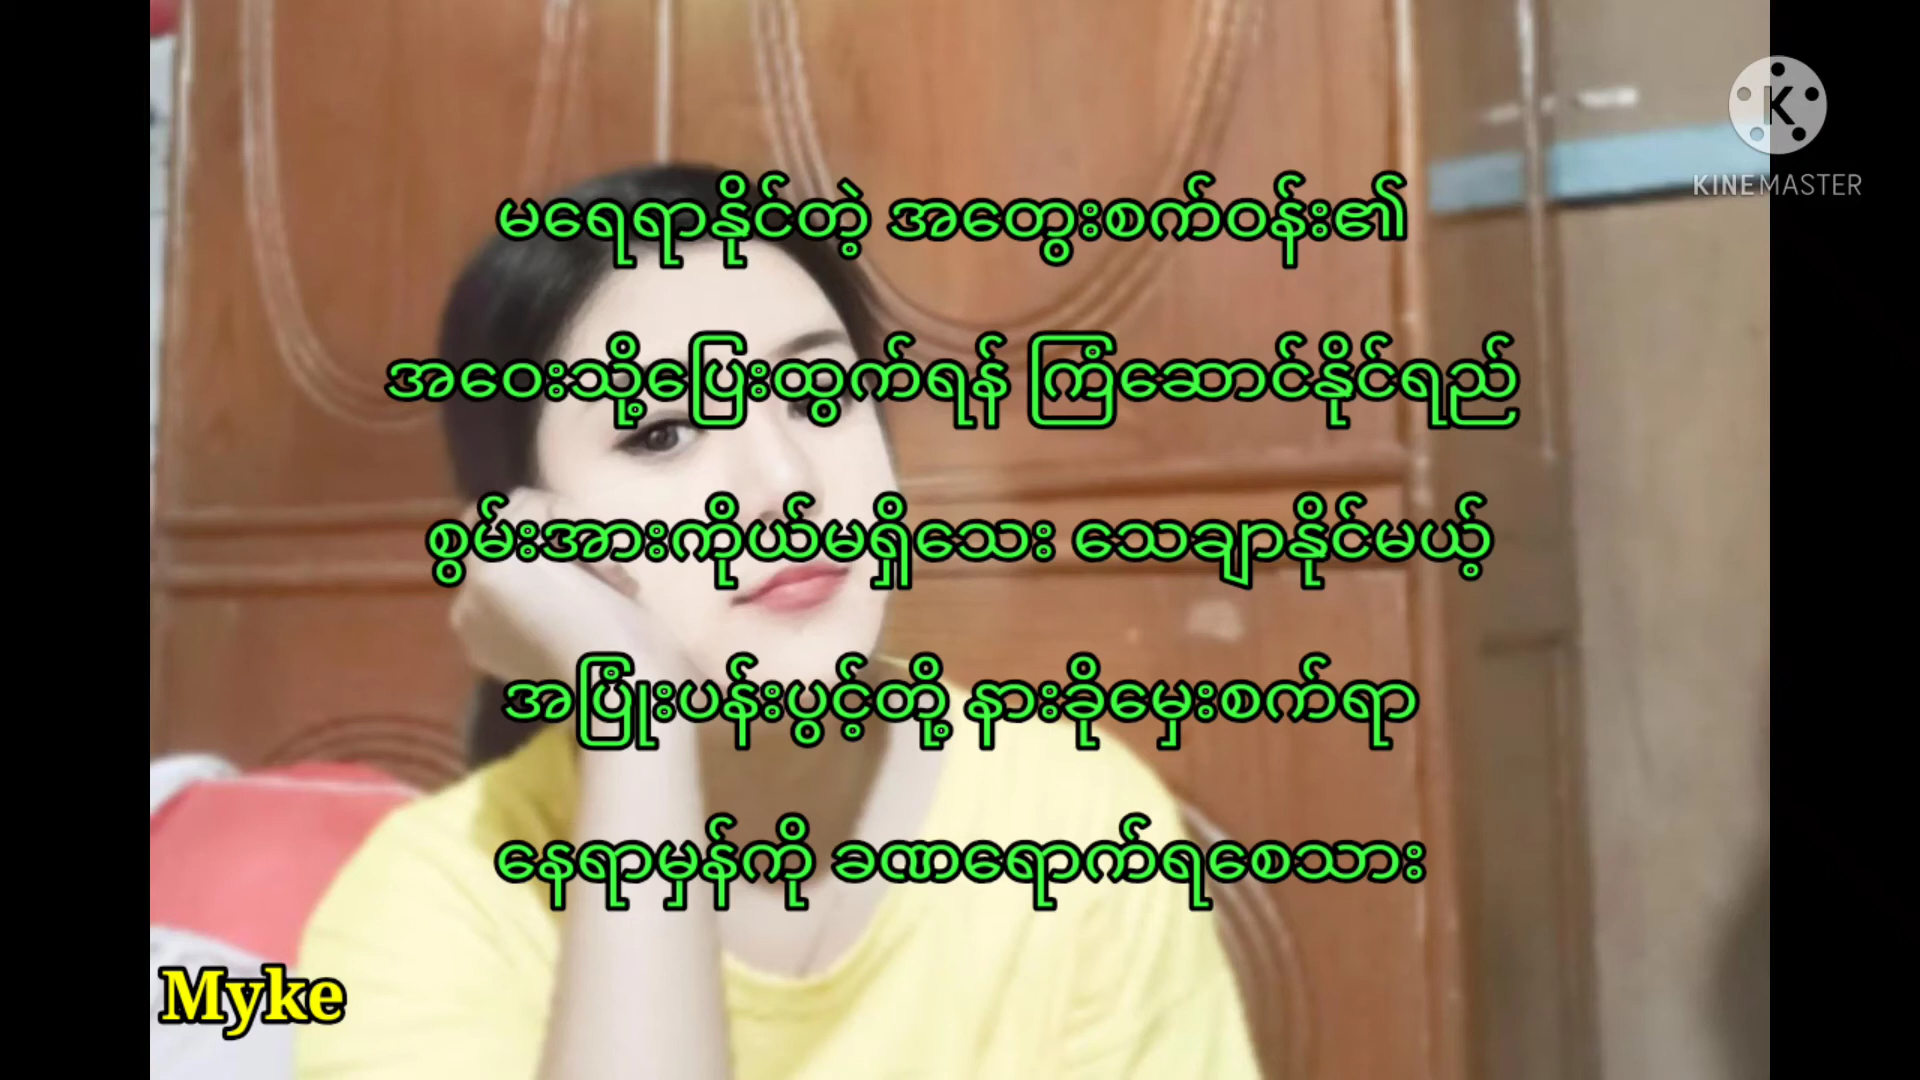 KINEMASTER
မရေရာနိုင်တဲ့ အတွေးစက်ဝန်း၏
အဝေးသို့ပြေးထွက်ရန် ကြံဆောင်နိုင်ရည်
စွမ်းအားကိုယ်မရှိသေး သေချာနိုင်မယ့်
အပြုံးပန်းပွင့်တို့ နားခိုမှေးစက်ရာ
နေရာမှန်ကို ခဏရောက်ရစေသား
Myke